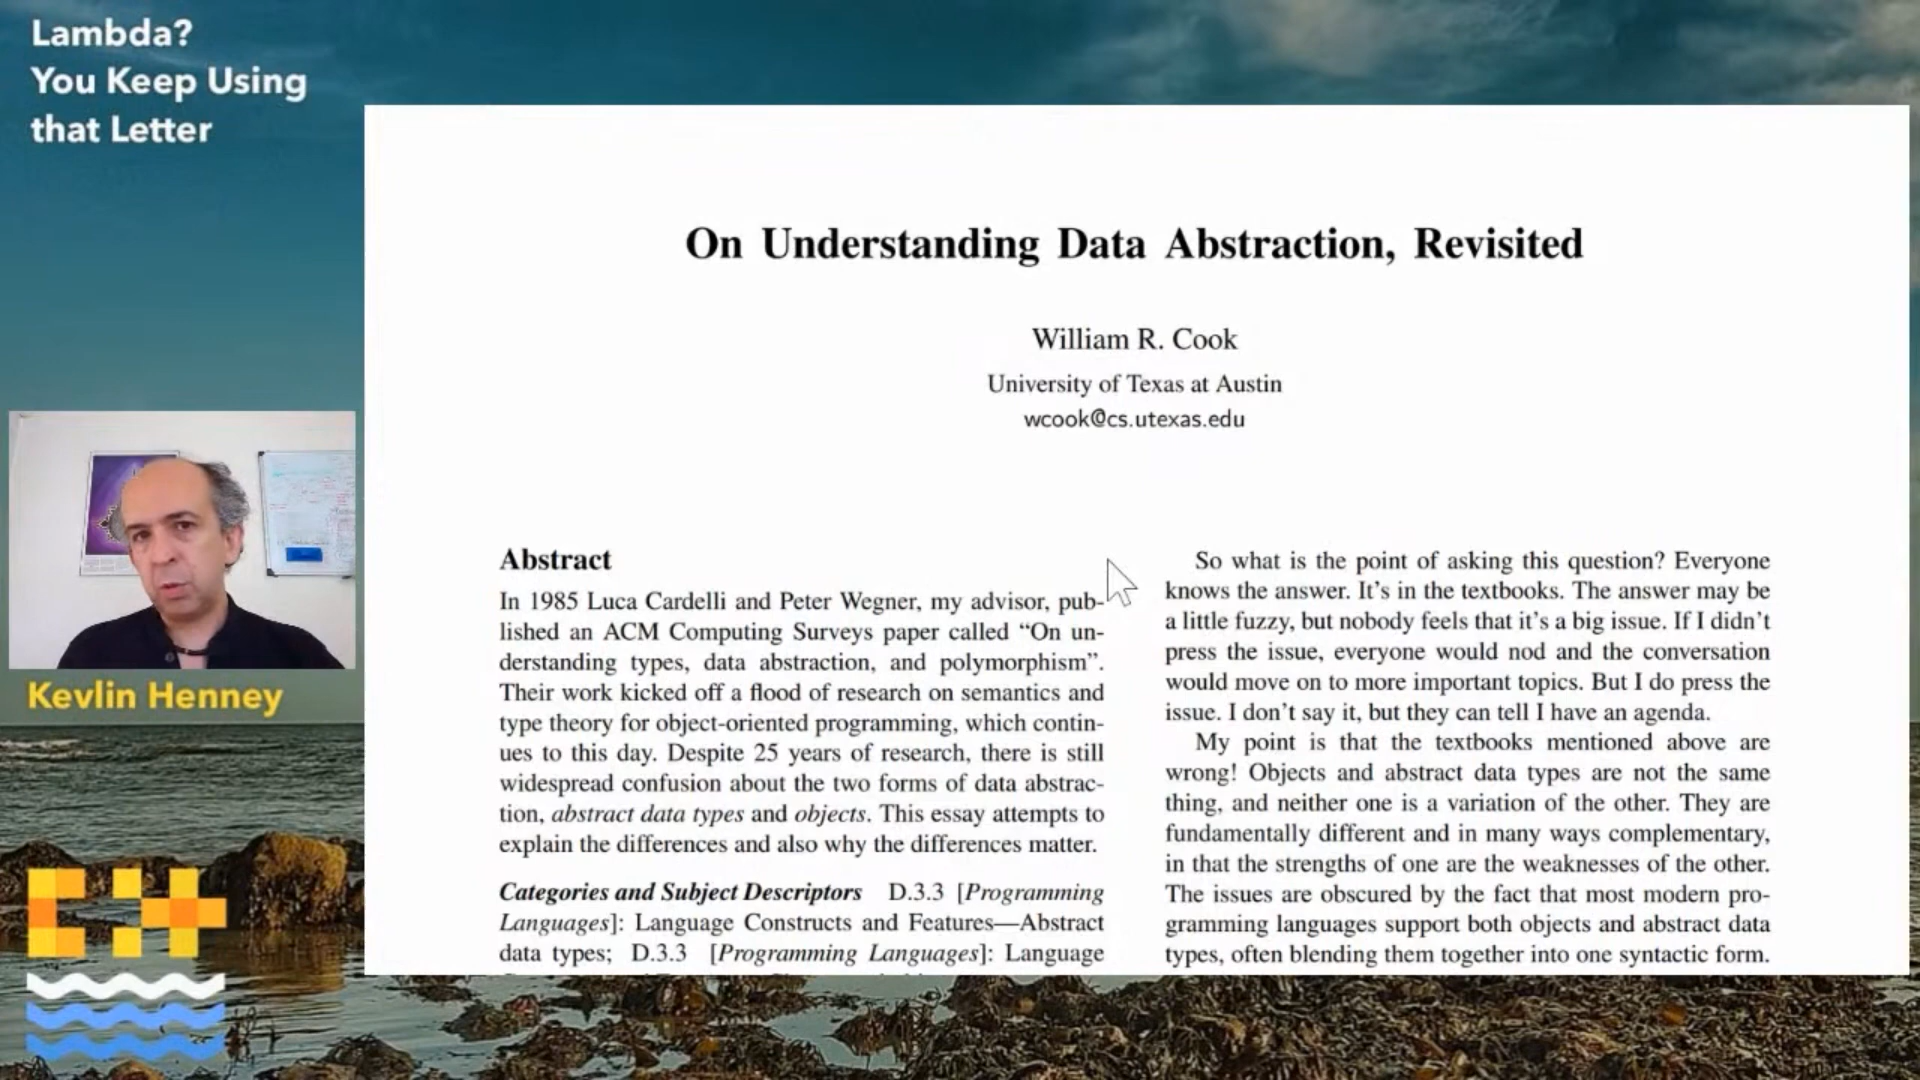 Lambda?
You Keep Using
that Letter
On Understanding Data Abstraction, Revisited
William R. Cook
University of Texas at Austin
wcook@cs.utexas.edu
Abstract
In 1985 Luca Cardelli and Peter Wegner, my advisor, pub-
lished an ACM Computing Surveys paper called “On un-
derstanding types, data abstraction, and polymorphism”.
Their work kicked off a flood of research on semantics and
type theory for object-oriented programming, which contin-
ues to this day. Despite 25 years of research, there is still
widespread confusion about the two forms of data abstrac-
tion, abstract data types and objects. This essay attempts to
explain the differences and also why the differences matter.
Categories and Subject Descriptors D.3.3 [Programming
Languages]: Language Constructs and Features—Abstract
data types; D.3.3 [Programming Languages]: Language
So what is the point of asking this question? Everyone
knows the answer. It’s in the textbooks. The answer may be
a little fuzzy, but nobody feels that it’s a big issue. If I didn’t
press the issue, everyone would nod and the conversation
would move on to more important topics. But I do press the
issue. I don’t say it, but they can tell I have an agenda.
My point is that the textbooks mentioned above are
wrong! Objects and abstract data types are not the same
thing, and neither one is a variation of the other. They are
fundamentally different and in many ways complementary,
in that the strengths of one are the weaknesses of the other.
The issues are obscured by the fact that most modern pro-
gramming languages support both objects and abstract data
types, often blending them together into one syntactic form.
Kevlin Henney
C++